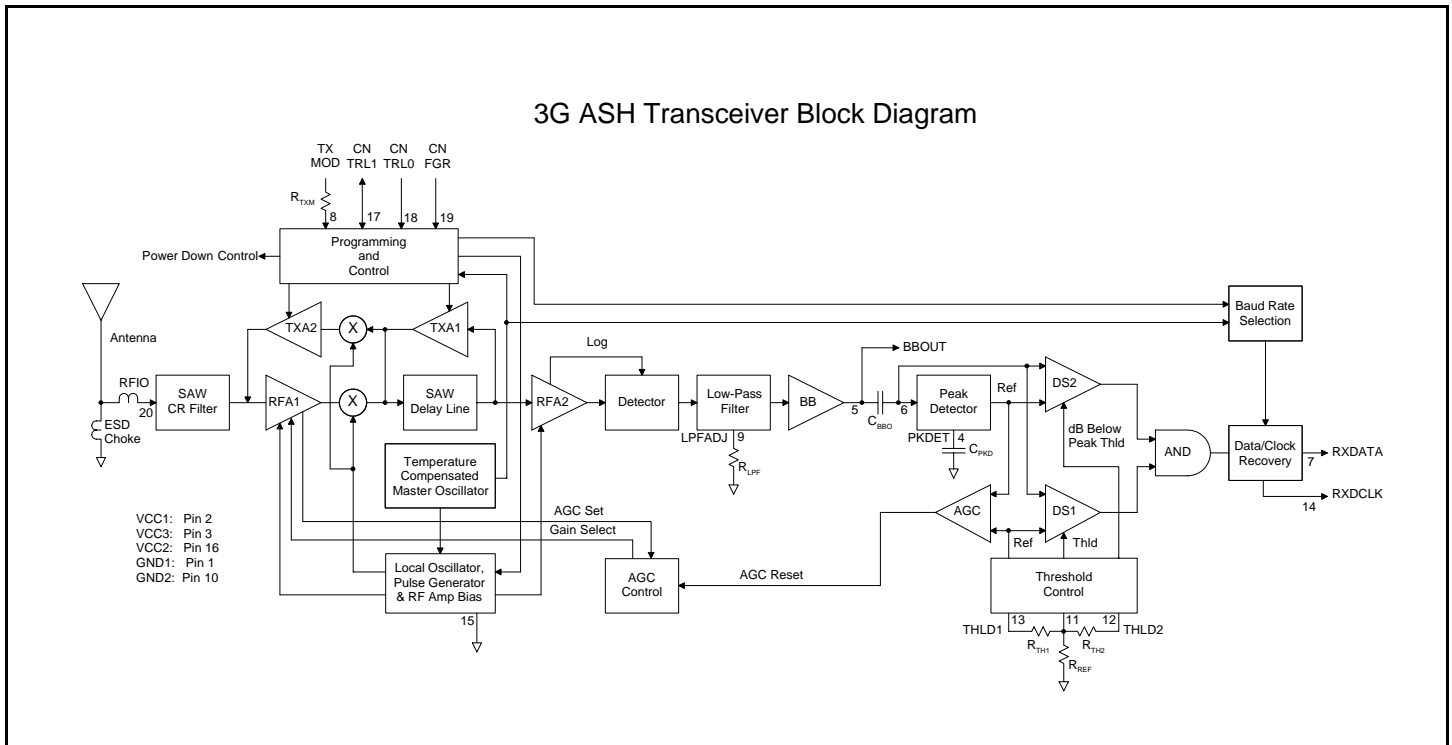 3G ASH Transceiver Block Diagram
TX
MOD
CN
TRL1
CN
TRL0
CN
FGR
RTXM
8
17
18
19
Programming
and
Control
Power Down Control
Antenna
RFIO
20
ESD
Choke
SAW
CR Filter
TXA2
X
TXA1
RFA1
X
SAW
Delay Line
Log
RFA2
Detector
Low-Pass
Filter
LPFADJ
9
RLPF
BB
BBOUT
5
CBBO
6
Peak
Detector
PKDET
4
CPKD
Ref
DS2
dB Below
Peak Thld
Baud Rate
Selection
AND
Data/Clock
Recovery
7
RXDATA
RXDCLK
14
Temperature
Compensated
Master Oscillator
AGC
DS1
Ref
Thld
VCC1: Pin 2
VCC3: Pin 3
VCC2: Pin 16
GND1: Pin 1
GND2: Pin 10
AGC Set
Gain Select
Local Oscillator,
Pulse Generator
& RF Amp Bias
15
AGC
Control
AGC Reset
Threshold
Control
THLD1
13
11
12
THLD2
RTH1
RTH2
RREF